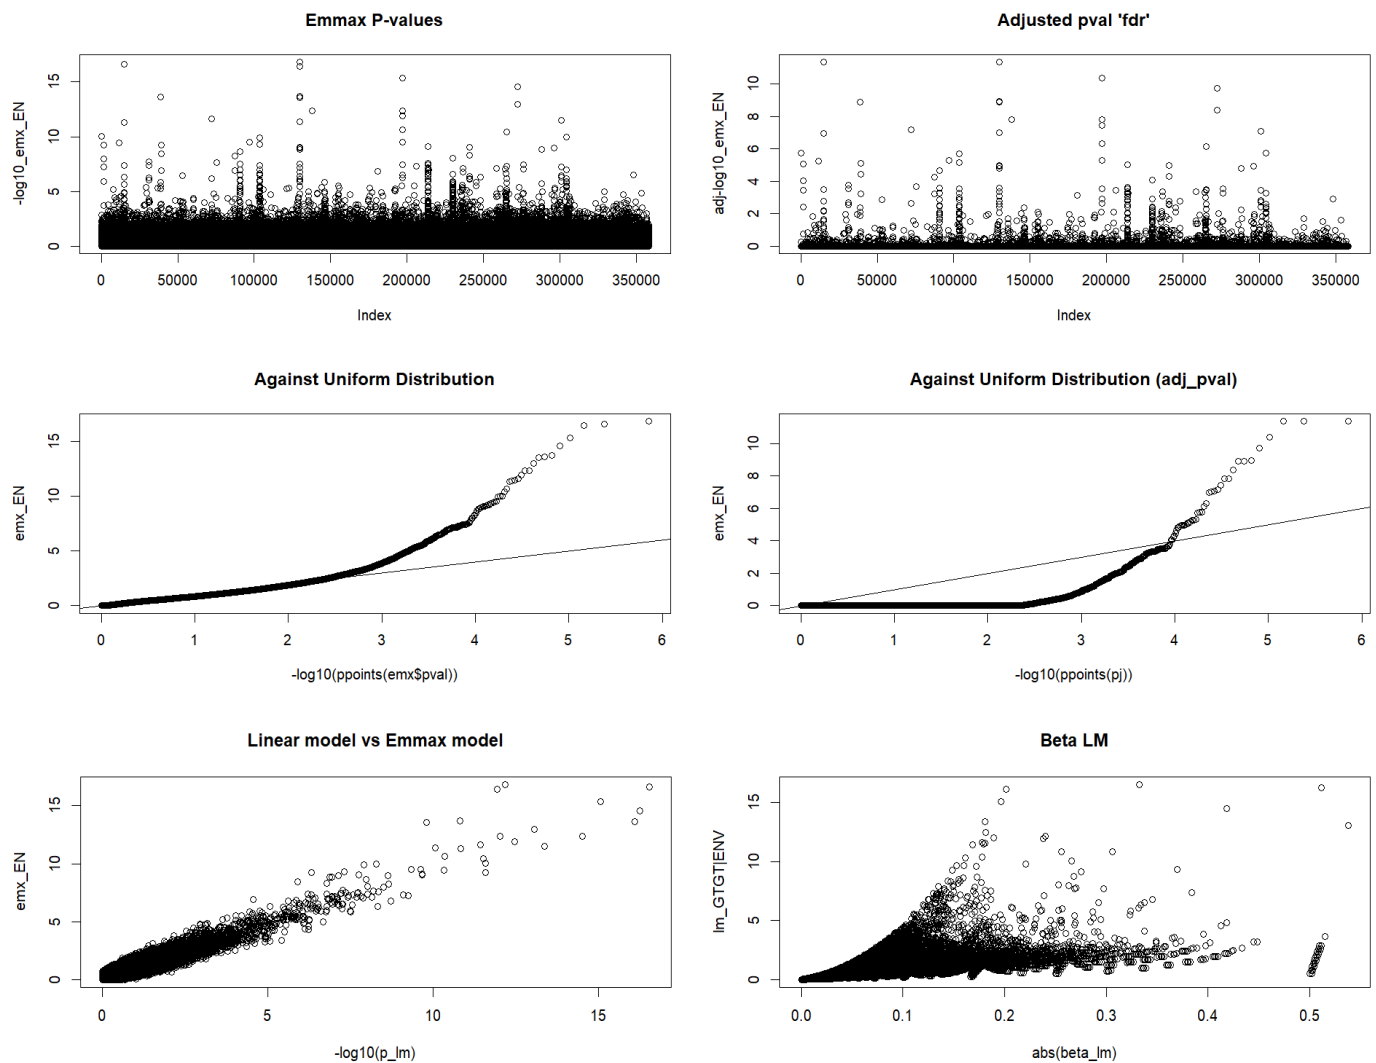 Emmax P-values
-log10_emx_EN
15
10
5
0
0 50000 100000 150000 200000 250000 300000 350000
Index
Adjusted pval 'fdr'
adj-log10_emx_EN
10
8
6
4
2
0
0 50000 100000 150000 200000 250000 300000 350000
Index
Against Uniform Distribution
emx_EN
15
10
5
0
0 1 2 3 4 5 6
-log10(ppoints(emx$pval))
Against Uniform Distribution (adj_pval)
emx_EN
10
8
6
4
2
0
0 1 2 3 4 5 6
-log10(ppoints(pj))
Linear model vs Emmax model
emx_EN
15
10
5
0
0 5 10 15
-log10(p_lm)
Beta LM
lm_GTGT|ENV
15
10
5
0
0.0 0.1 0.2 0.3 0.4 0.5
abs(beta_lm)